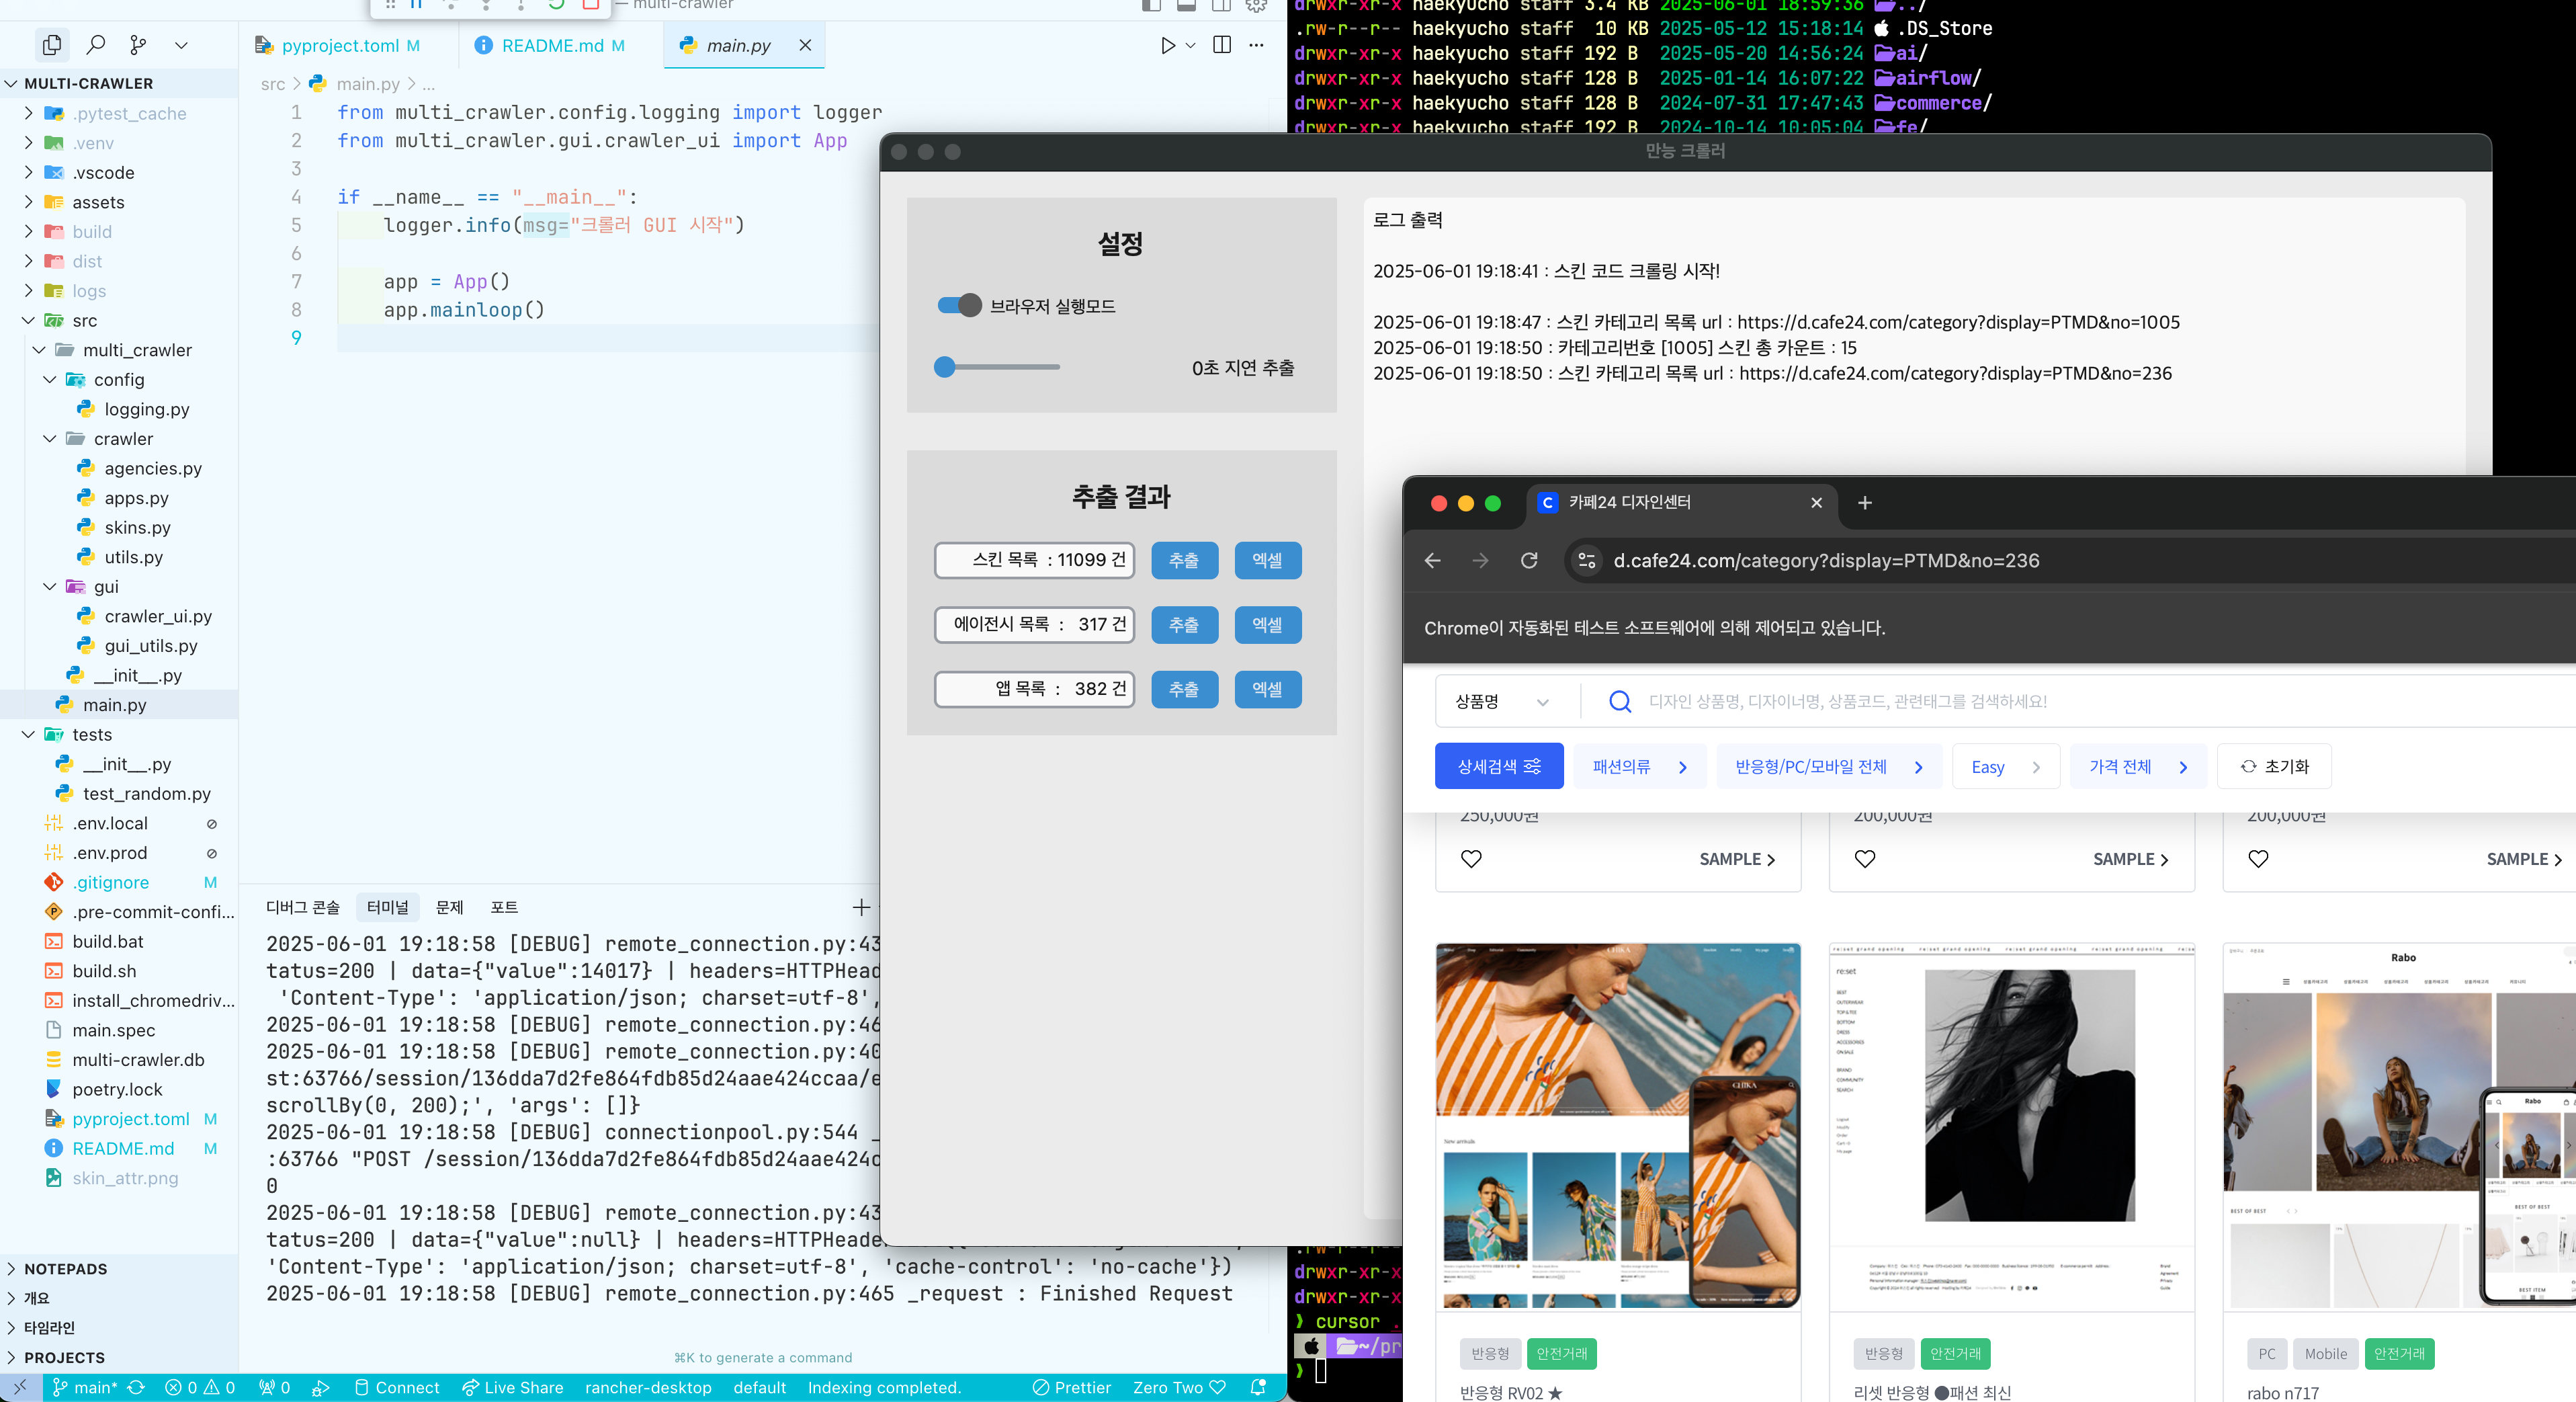 — multi-crawler
pyproject.toml M
README.md M
main.py
MULTI-CRAWLER
.pytest_cache
.venv
.vscode
assets
build
dist
logs
src
multi_crawler
config
logging.py
crawler
agencies.py
apps.py
skins.py
utils.py
gui
crawler_ui.py
gui_utils.py
__init__.py
main.py
tests
__init__.py
test_random.py
.env.local
.env.prod
.gitignore M
.pre-commit-confi...
build.bat
build.sh
install_chromedriv...
main.spec
multi-crawler.db
poetry.lock
pyproject.toml M
README.md M
skin_attr.png
NOTEPADS
개요
타임라인
PROJECTS
src > main.py > ...
1 from multi_crawler.config.logging import logger
2 from multi_crawler.gui.crawler_ui import App
3
4 if __name__ == "__main__":
5 logger.info(msg="크롤러 GUI 시작")
6
7 app = App()
8 app.mainloop()
9
디버그 콘솔 터미널 문제 포트
2025-06-01 19:18:58 [DEBUG] remote_connection.py:43
tatus=200 | data={"value":14017} | headers=HTTPHead
'Content-Type': 'application/json; charset=utf-8',
2025-06-01 19:18:58 [DEBUG] remote_connection.py:46
2025-06-01 19:18:58 [DEBUG] remote_connection.py:40
st:63766/session/136dda7d2fe864fdb85d24aae424ccaa/e
scrollBy(0, 200);', 'args': []}
2025-06-01 19:18:58 [DEBUG] connectionpool.py:544 _
:63766 "POST /session/136dda7d2fe864fdb85d24aae424c
0
2025-06-01 19:18:58 [DEBUG] remote_connection.py:43
tatus=200 | data={"value":null} | headers=HTTPHeade
'Content-Type': 'application/json; charset=utf-8', 'cache-control': 'no-cache'})
2025-06-01 19:18:58 [DEBUG] remote_connection.py:465 _request : Finished Request
⌘K to generate a command
main* 0 0 0 Connect Live Share rancher-desktop default Indexing completed. Prettier Zero Two
drwxr-xr-x haekyucho staff 3.4 KB 2025-06-01 18:59:36 ../
.rw-r--r-- haekyucho staff 10 KB 2025-05-12 15:18:14 .DS_Store
drwxr-xr-x haekyucho staff 192 B 2025-05-20 14:56:24 ai/
drwxr-xr-x haekyucho staff 128 B 2025-01-14 16:07:22 airflow/
drwxr-xr-x haekyucho staff 128 B 2024-07-31 17:47:43 commerce/
drwxr-xr-x haekyucho staff 192 B 2024-10-14 10:05:04 fe/
drwxr-xr-x
drwxr-xr-x
❯ cursor .
~/pr
❯
만능 크롤러
설정
브라우저 실행모드
0초 지연 추출
추출 결과
스킨 목록 : 11099 건 추출 엑셀
에이전시 목록 : 317 건 추출 엑셀
앱 목록 : 382 건 추출 엑셀
로그 출력
2025-06-01 19:18:41 : 스킨 코드 크롤링 시작!
2025-06-01 19:18:47 : 스킨 카테고리 목록 url : https://d.cafe24.com/category?display=PTMD&no=1005
2025-06-01 19:18:50 : 카테고리번호 [1005] 스킨 총 카운트 : 15
2025-06-01 19:18:50 : 스킨 카테고리 목록 url : https://d.cafe24.com/category?display=PTMD&no=236
C 카페24 디자인센터
d.cafe24.com/category?display=PTMD&no=236
Chrome이 자동화된 테스트 소프트웨어에 의해 제어되고 있습니다.
상품명 디자인 상품명, 디자이너명, 상품코드, 관련태그를 검색하세요!
상세검색 패션의류 반응형/PC/모바일 전체 Easy 가격 전체 초기화
250,000원 200,000원 200,000원
SAMPLE SAMPLE SAMPLE
CHIKA
New arrivals
CHIKA
re:set grand opening re:set grand opening re:set grand opening
re:set
Rabo
Rabo
BEST OF BEST
BEST OF BEST
BEST ITEM
반응형 안전거래
반응형 RV02 ★
반응형 안전거래
리셋 반응형 ●패션 최신
PC Mobile 안전거래
rabo n717